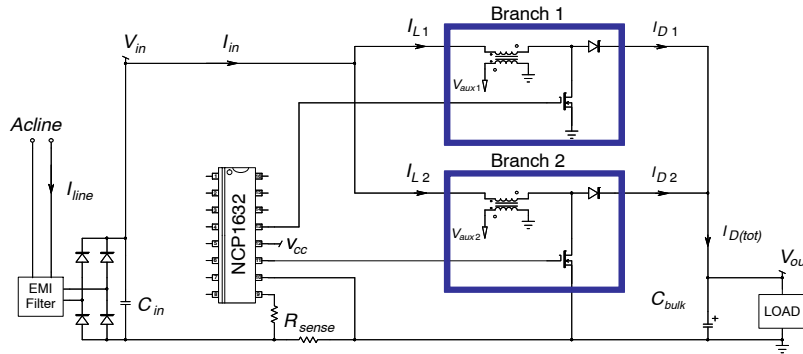 Branch 1
V_in
I_in
I_L1
I_D1
V_aux1
Acline
I_line
Branch 2
I_L2
I_D2
V_aux2
NCP1632
V_cc
I_D(tot)
V_ou
EMI
Filter
C_in
R_sense
C_bulk
+
LOAD